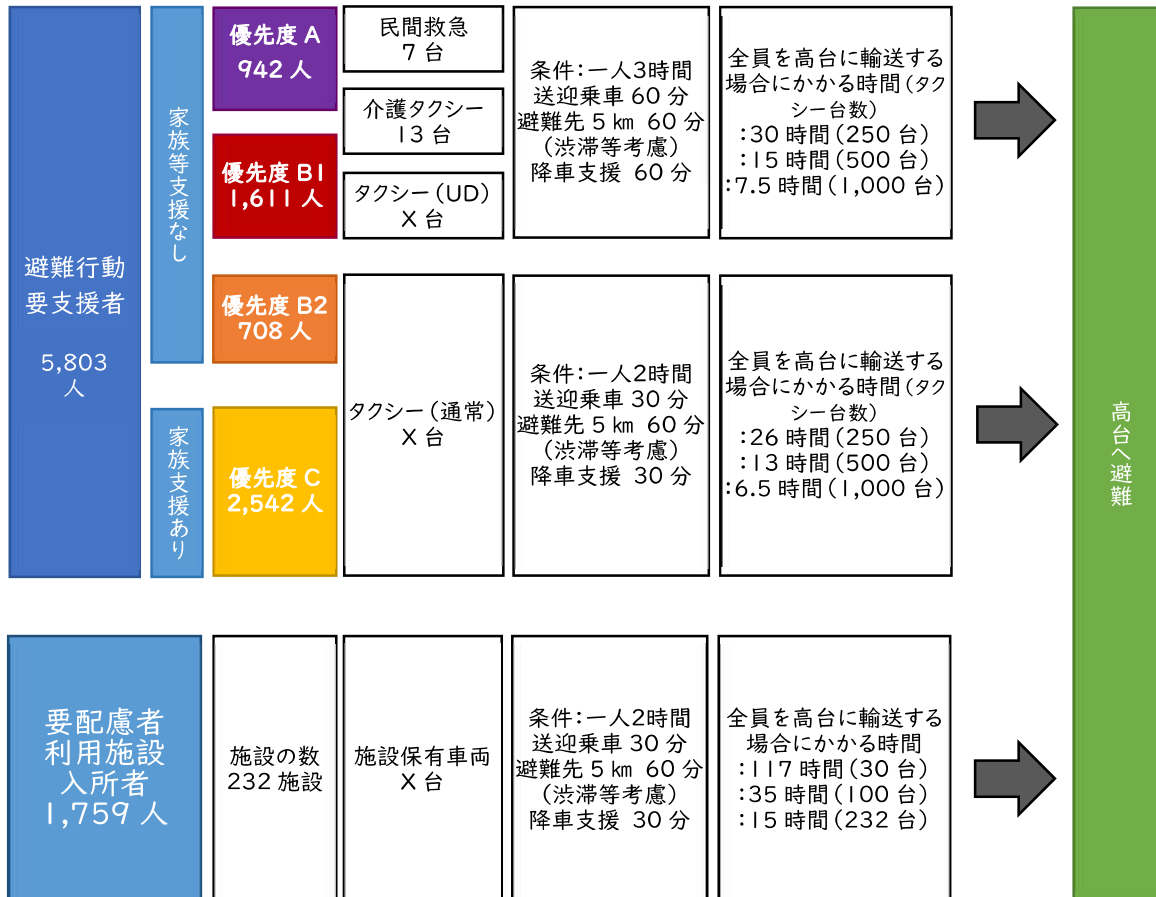 避難行動
要支援者
5,803
人
家族等支援なし
家族支援あり
優先度 A
942 人
優先度 B1
1,611 人
優先度 B2
708 人
優先度 C
2,542 人
民間救急
7 台
介護タクシー
13 台
タクシー(UD)
X 台
タクシー(通常)
X 台
条件:一人3時間
送迎乗車 60 分
避難先 5 km 60 分
(渋滞等考慮)
降車支援 60 分
全員を高台に輸送する
場合にかかる時間(タク
シー台数)
:30 時間(250 台)
:15 時間(500 台)
:7.5 時間(1,000 台)
条件:一人2時間
送迎乗車 30 分
避難先 5 km 60 分
(渋滞等考慮)
降車支援 30 分
全員を高台に輸送する
場合にかかる時間(タク
シー台数)
:26 時間(250 台)
:13 時間(500 台)
:6.5 時間(1,000 台)
要配慮者
利用施設
入所者
1,759 人
施設の数
232 施設
施設保有車両
X 台
条件:一人2時間
送迎乗車 30 分
避難先 5 km 60 分
(渋滞等考慮)
降車支援 30 分
全員を高台に輸送する
場合にかかる時間
:117 時間(30 台)
:35 時間(100 台)
:15 時間(232 台)
高台へ避難